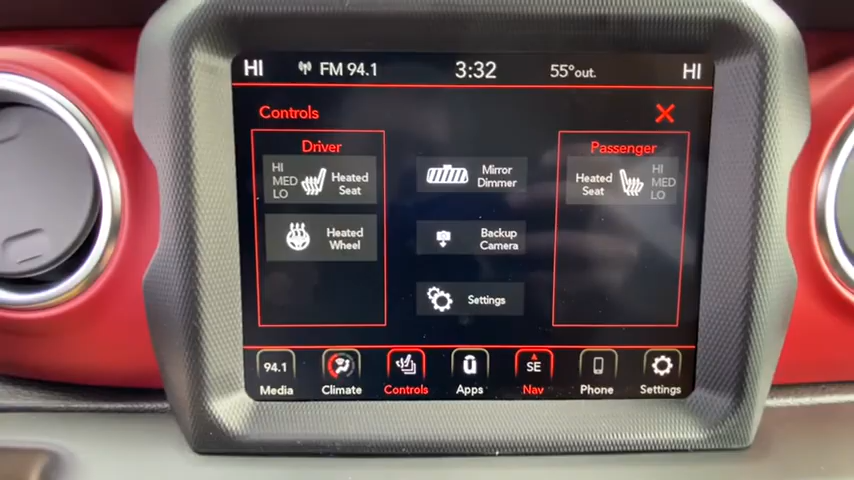 HI FM 94.1 3:32 55°out. HI
Controls
Driver
HI
MED
LO
Heated
Seat
Heated
Wheel
Mirror
Dimmer
Backup
Camera
Settings
Passenger
Heated
Seat
HI
MED
LO
94.1
Media
Climate
Controls
Apps
SE
Nav
Phone
Settings